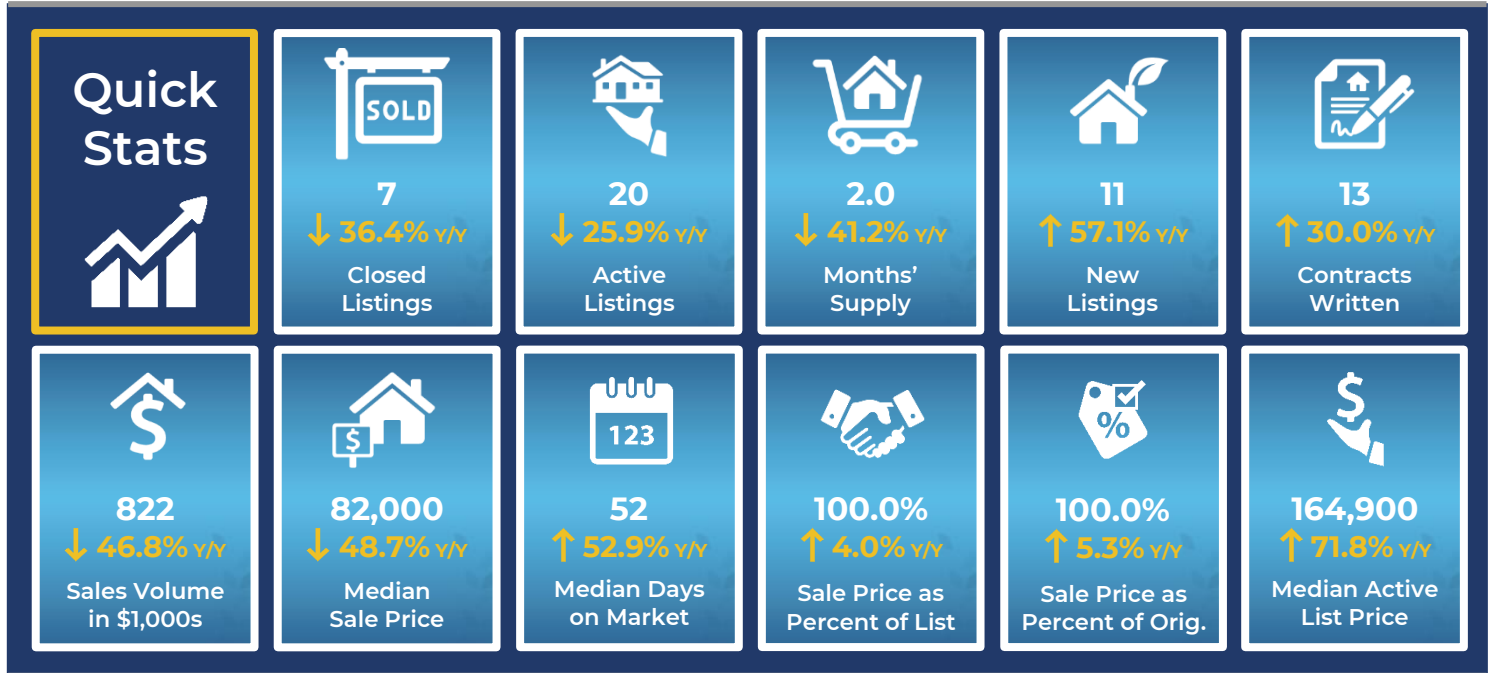 Quick
Stats
SOLD
7
↓ 36.4% Y/Y
Closed
Listings
20
↓ 25.9% Y/Y
Active
Listings
2.0
↓ 41.2% Y/Y
Months’
Supply
11
↑ 57.1% Y/Y
New
Listings
13
↑ 30.0% Y/Y
Contracts
Written
$
822
↓ 46.8% Y/Y
Sales Volume
in $1,000s
$
82,000
↓ 48.7% Y/Y
Median
Sale Price
123
52
↑ 52.9% Y/Y
Median Days
on Market
100.0%
↑ 4.0% Y/Y
Sale Price as
Percent of List
%
100.0%
↑ 5.3% Y/Y
Sale Price as
Percent of Orig.
$
164,900
↑ 71.8% Y/Y
Median Active
List Price